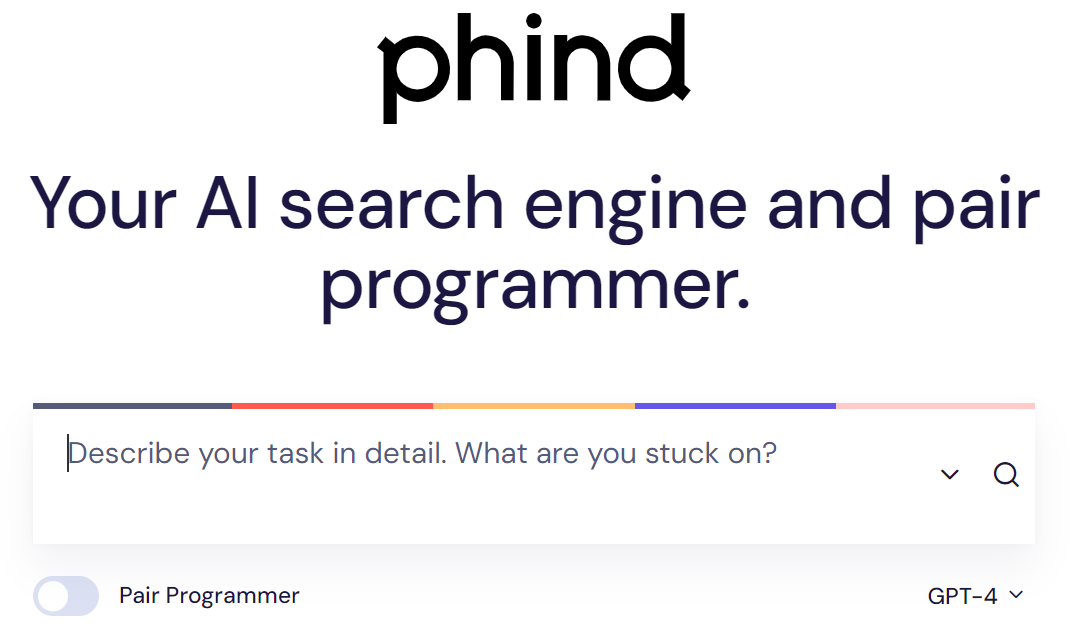 phind
Your AI search engine and pair
programmer.
Describe your task in detail. What are you stuck on?
Pair Programmer
GPT-4